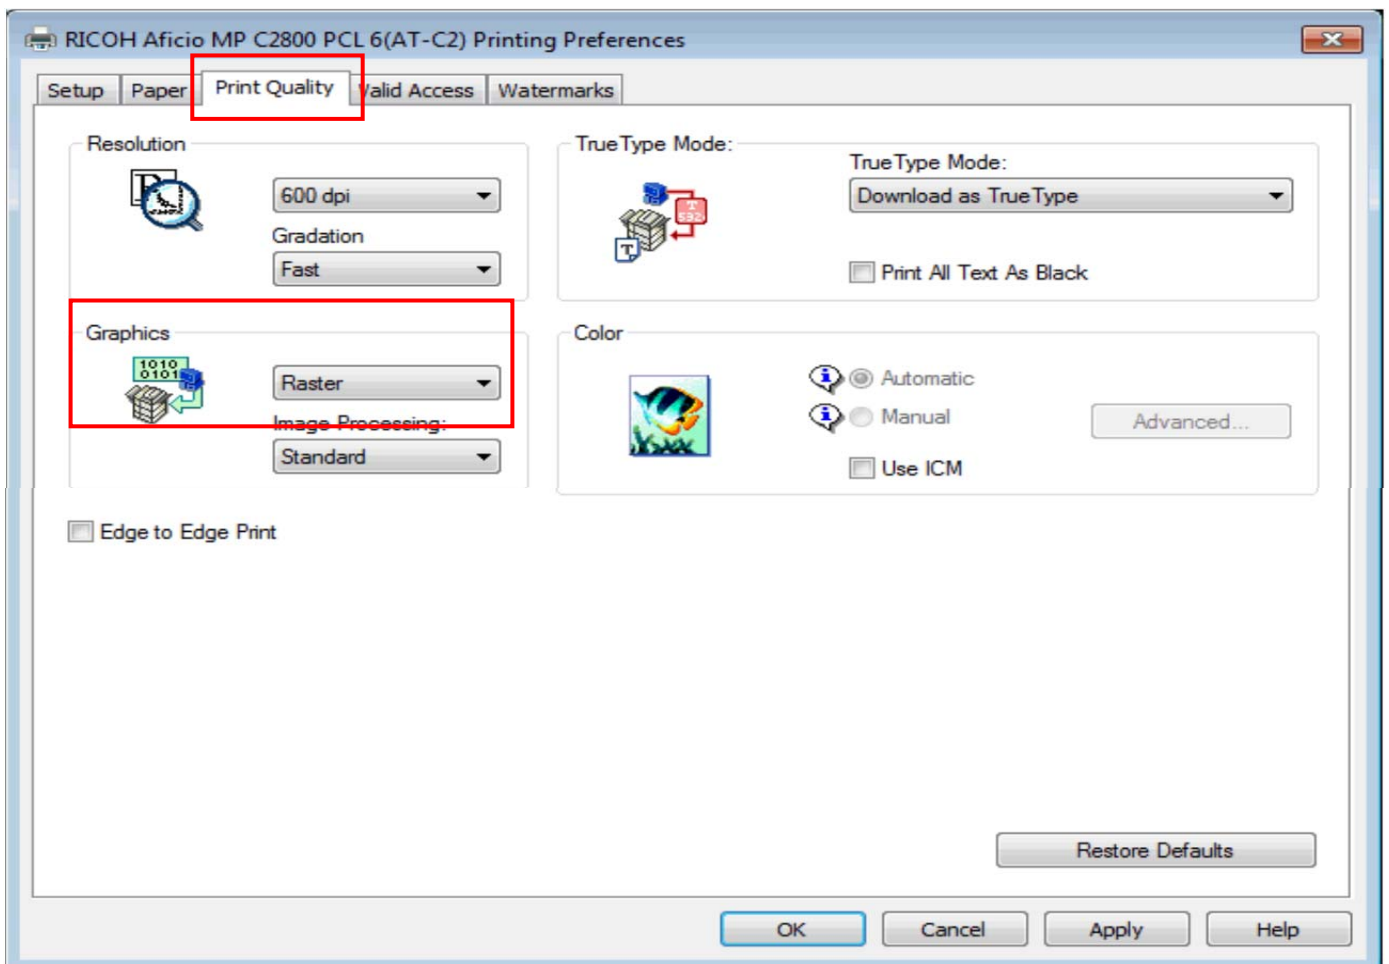 RICOH Aficio MP C2800 PCL 6(AT-C2) Printing Preferences
Setup Paper Print Quality Valid Access Watermarks
Resolution
600 dpi
Gradation
Fast
TrueType Mode:
TrueType Mode:
Download as TrueType
Print All Text As Black
Graphics
1010
0101
Raster
Image Processing:
Standard
Color
Automatic
Manual
Advanced...
Use ICM
Edge to Edge Print
Restore Defaults
OK Cancel Apply Help